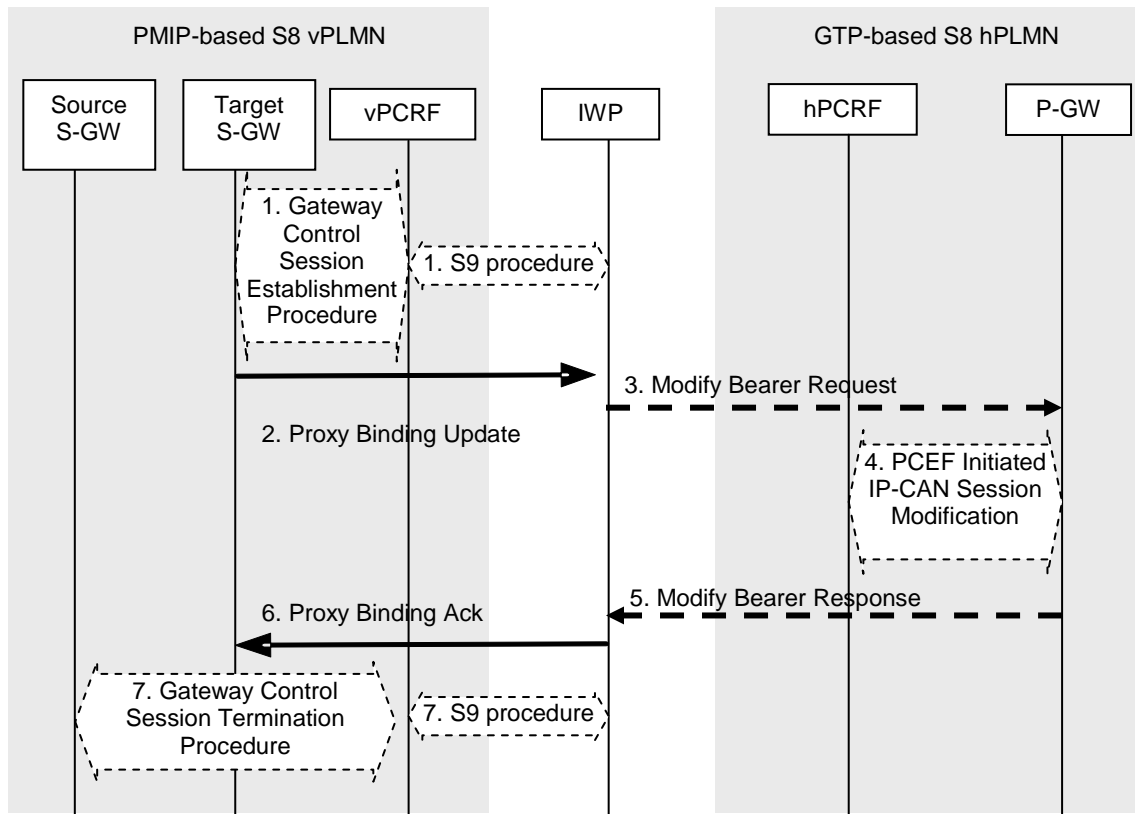 PMIP-based S8 vPLMN
GTP-based S8 hPLMN
Source
S-GW
Target
S-GW
vPCRF
IWP
hPCRF
P-GW
1. Gateway
Control
Session
Establishment
Procedure
1. S9 procedure
2. Proxy Binding Update
3. Modify Bearer Request
4. PCEF Initiated
IP-CAN Session
Modification
5. Modify Bearer Response
6. Proxy Binding Ack
7. Gateway Control
Session Termination
Procedure
7. S9 procedure